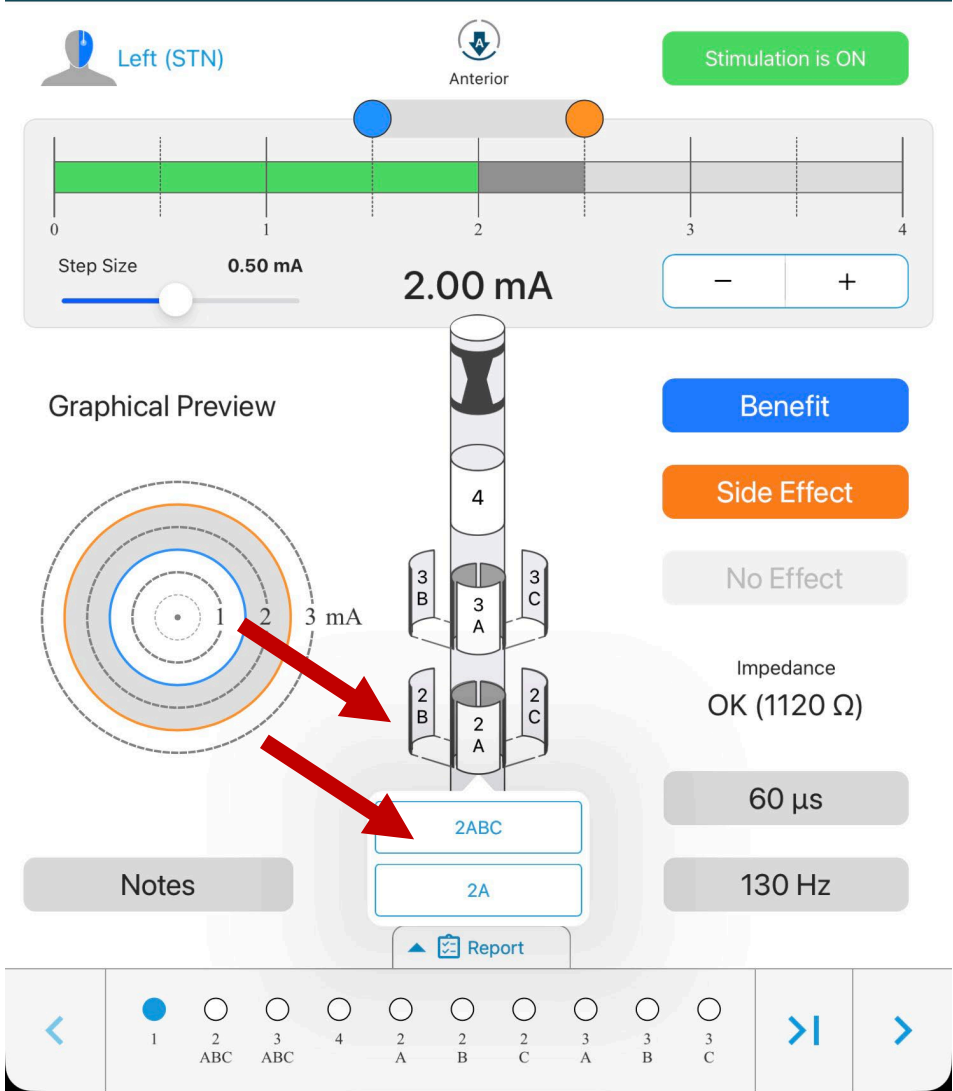 Left (STN)
A
Anterior
Stimulation is ON
0 1 2 3 4
Step Size 0.50 mA
2.00 mA
− +
Graphical Preview
Benefit
Side Effect
No Effect
1 2 3 mA
4
3 B
3 A
3 C
2 B
2 A
2 C
Impedance
OK (1120 Ω)
60 µs
130 Hz
2ABC
2A
Notes
Report
1 2 3 4 2 2 2 3 3 3
ABC ABC A B C A B C